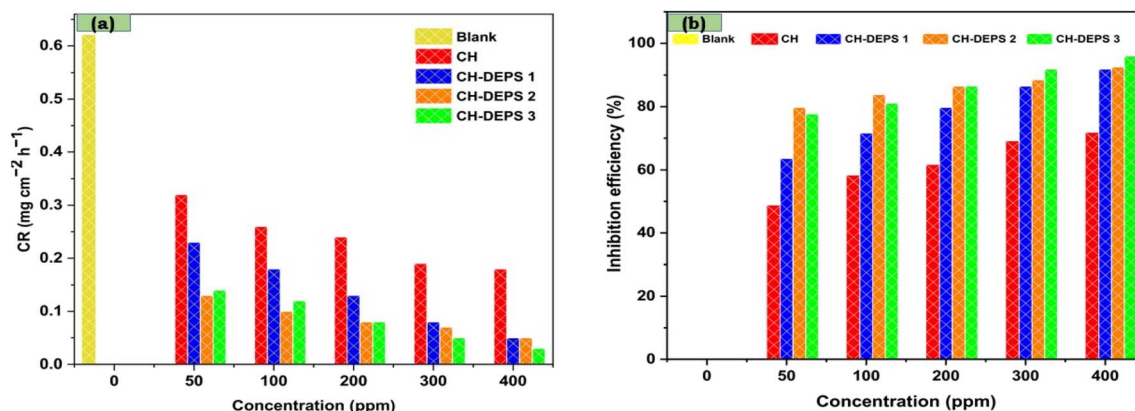 (a)
0.6
0.5
0.4
0.3
0.2
0.1
0.0
CR (mg cm⁻² h⁻¹)
Blank
CH
CH-DEPS 1
CH-DEPS 2
CH-DEPS 3
0 50 100 200 300 400
Concentration (ppm)
(b)
100
80
60
40
20
0
Inhibition efficiency (%)
Blank CH CH-DEPS 1 CH-DEPS 2 CH-DEPS 3
0 50 100 200 300 400
Concentration (ppm)